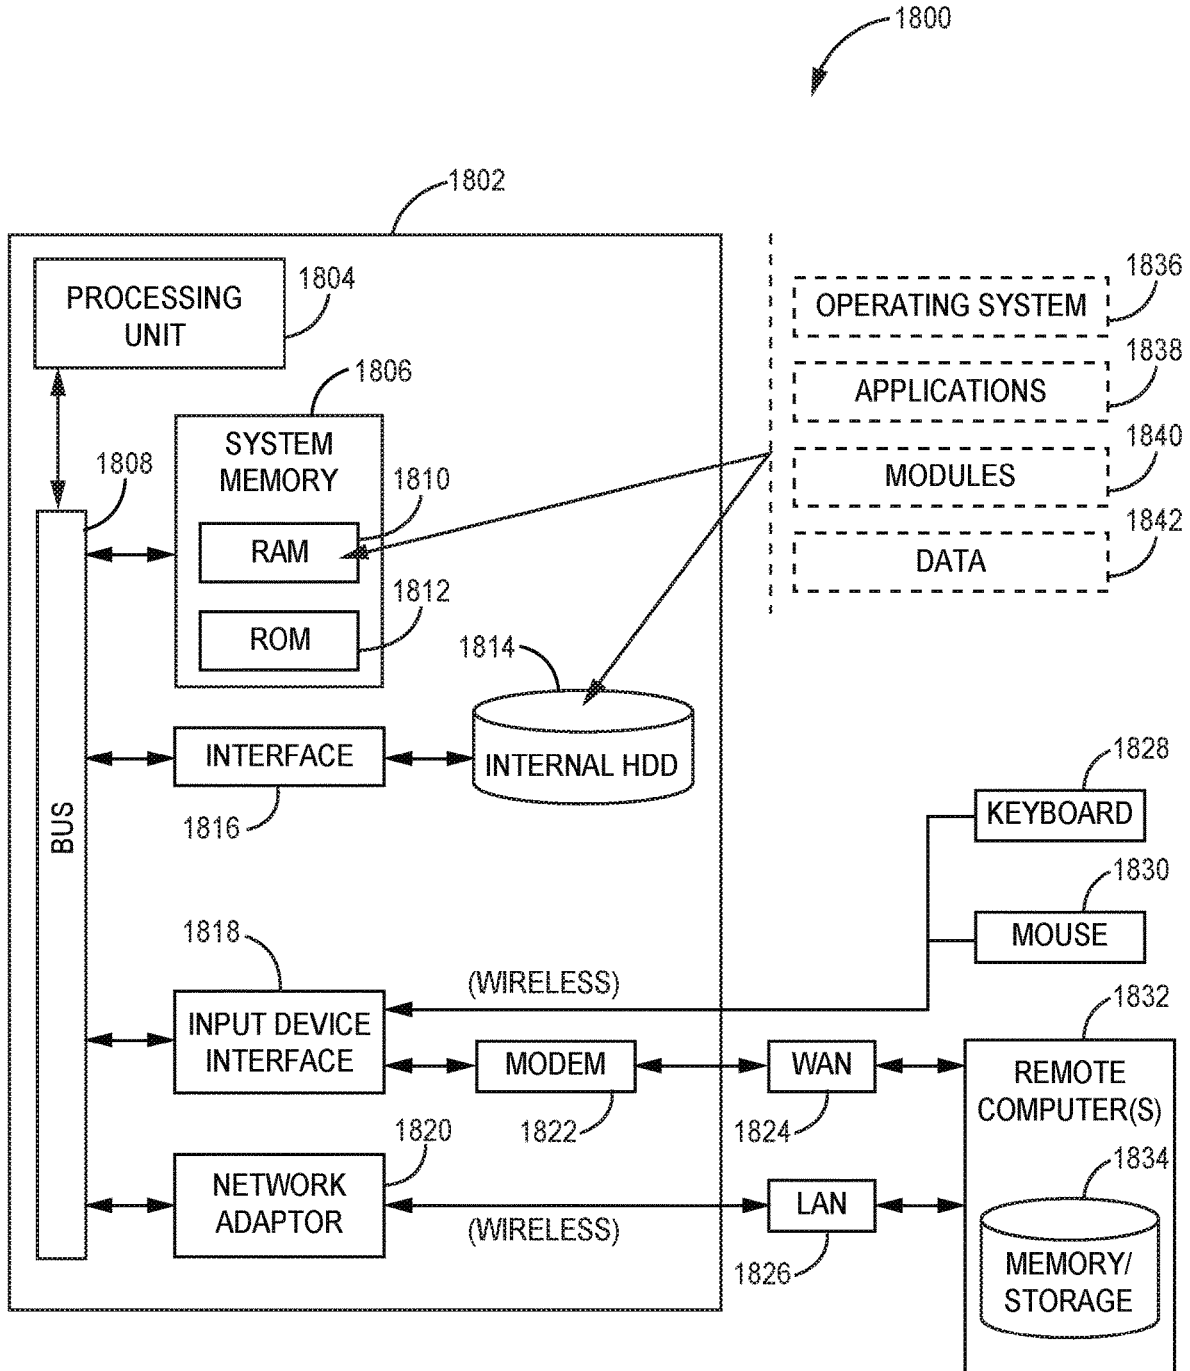 1800
1802
PROCESSING
UNIT
1804
OPERATING SYSTEM
1836
APPLICATIONS
1838
MODULES
1840
DATA
1842
1806
SYSTEM
MEMORY
1808
1810
RAM
1812
ROM
1814
INTERNAL HDD
INTERFACE
1816
BUS
1828
KEYBOARD
1830
MOUSE
1818
INPUT DEVICE
INTERFACE
(WIRELESS)
MODEM
1822
WAN
1824
1832
REMOTE
COMPUTER(S)
1820
NETWORK
ADAPTOR
(WIRELESS)
LAN
1826
1834
MEMORY/
STORAGE